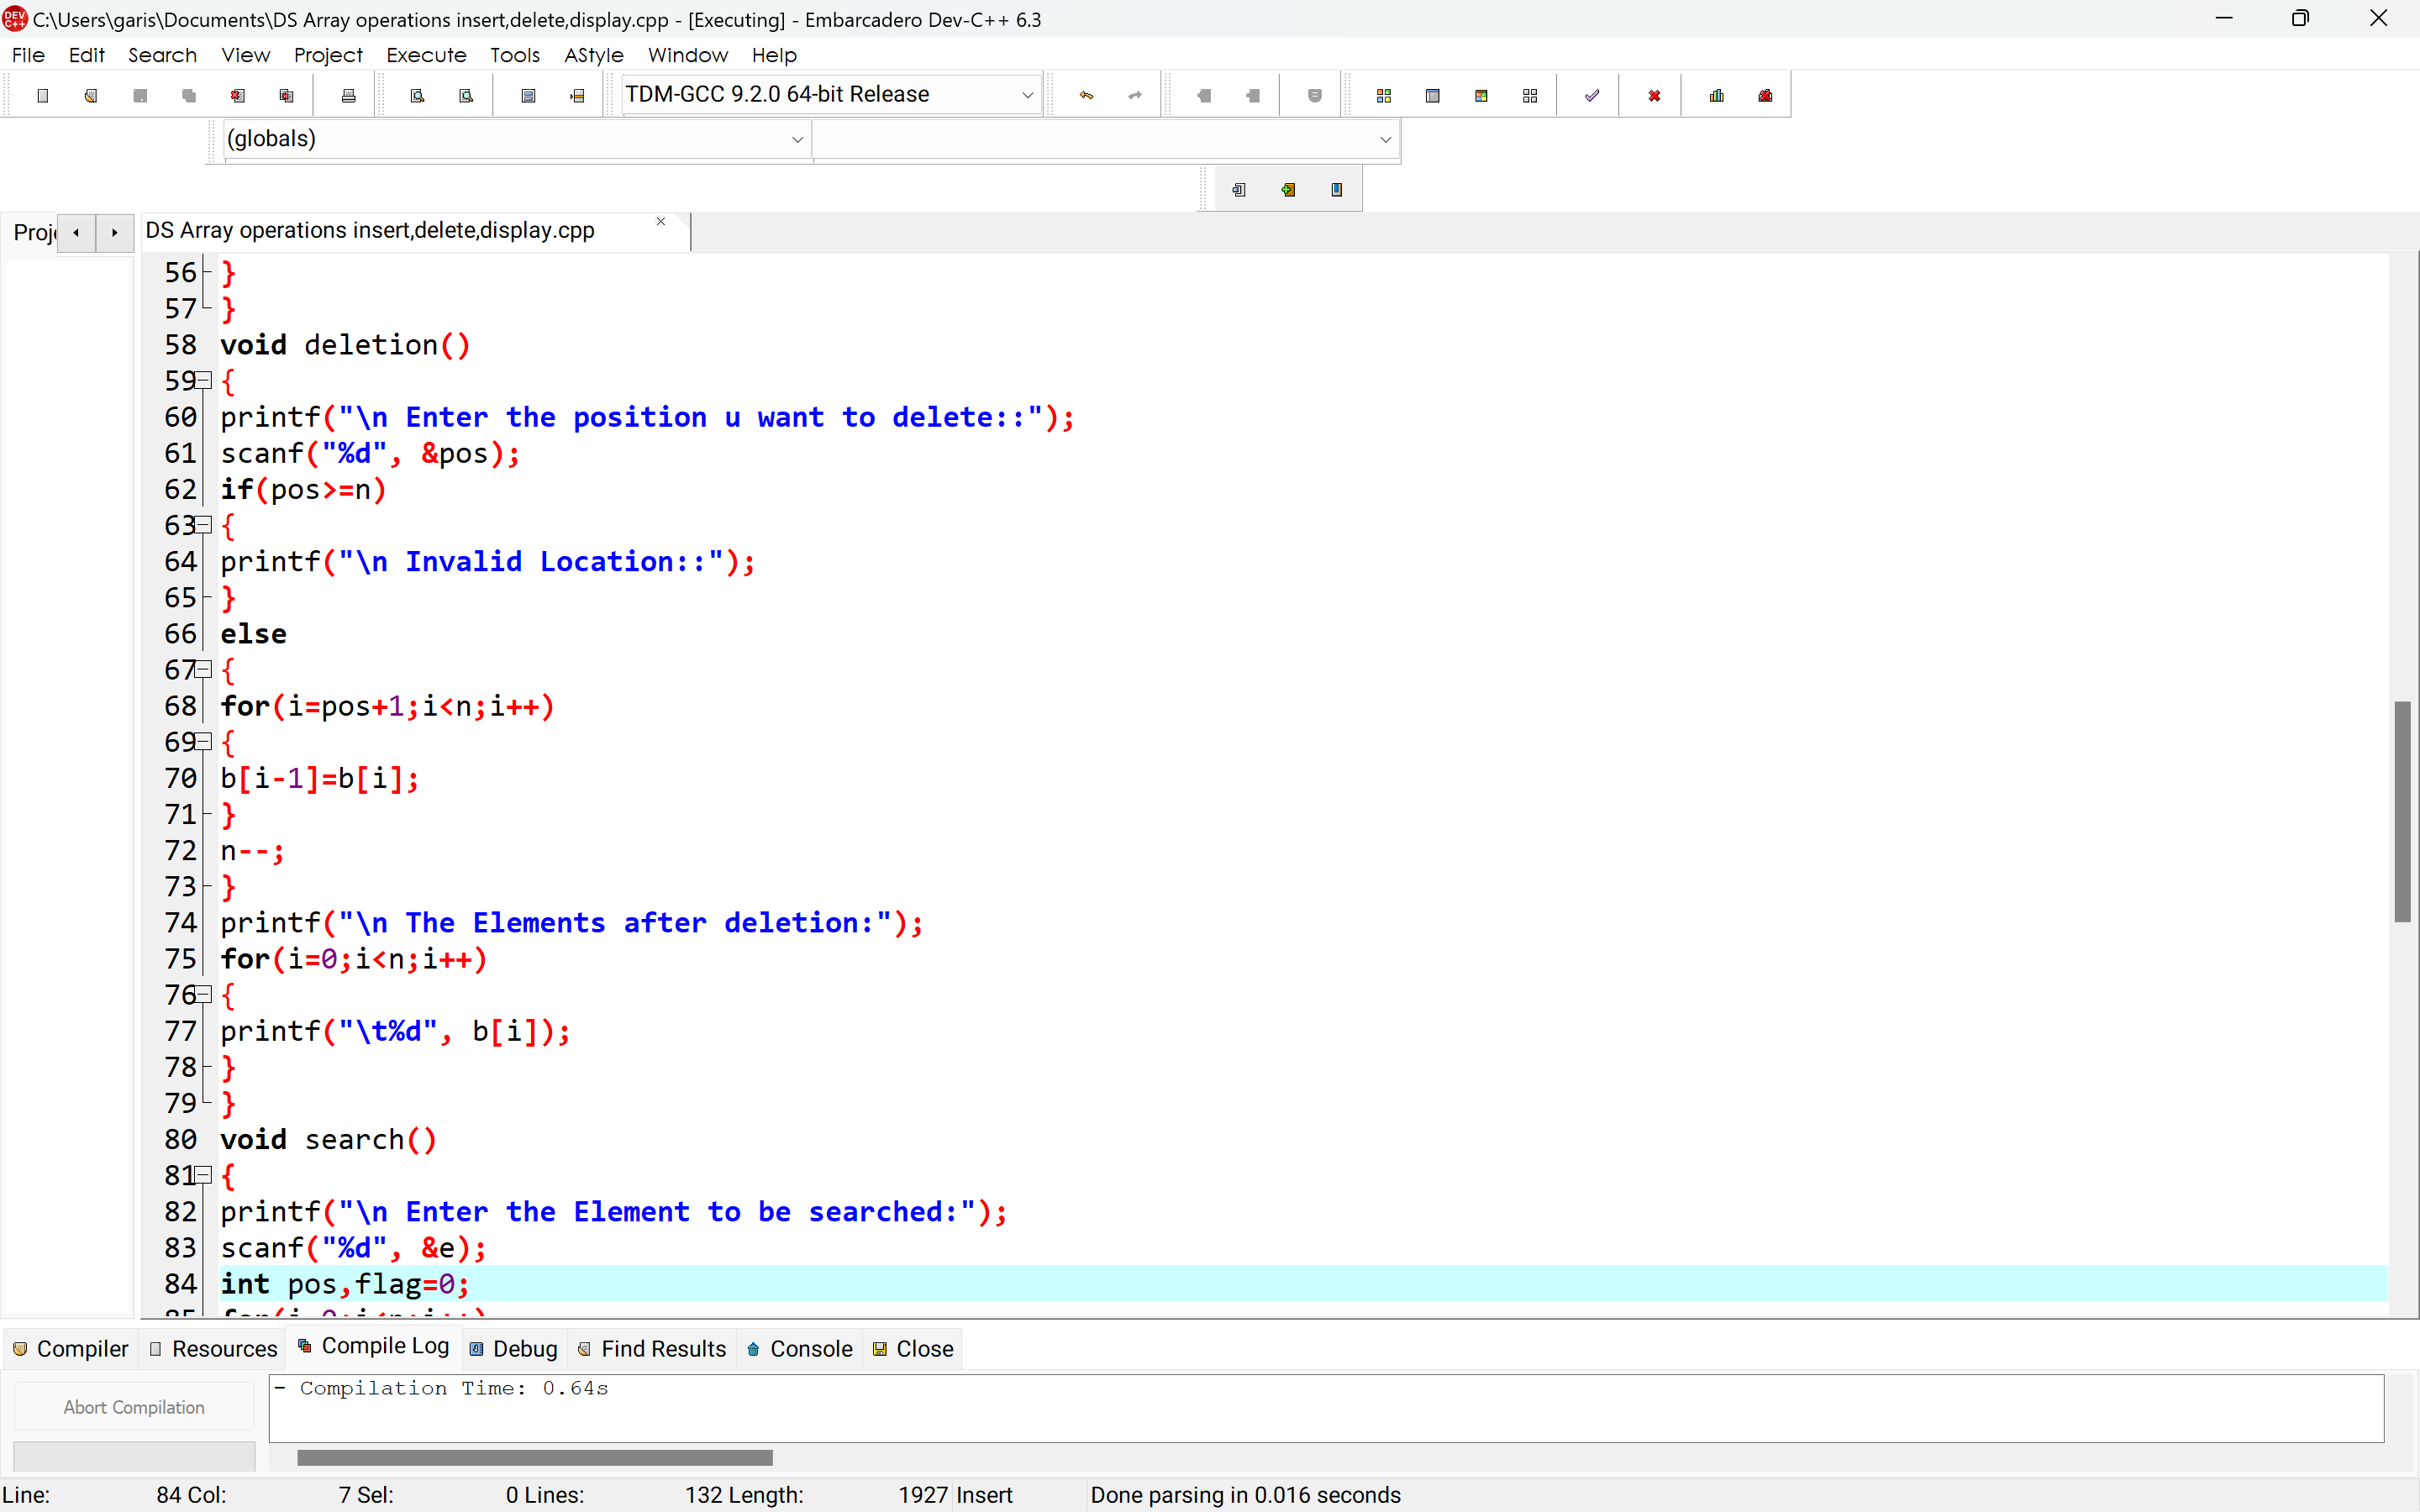 C:\Users\garis\Documents\DS Array operations insert,delete,display.cpp - [Executing] - Embarcadero Dev-C++ 6.3
File Edit Search View Project Execute Tools AStyle Window Help
TDM-GCC 9.2.0 64-bit Release
(globals)
Proj DS Array operations insert,delete,display.cpp
56 }
57 }
58 void deletion()
59 {
60 printf("\n Enter the position u want to delete::");
61 scanf("%d", &pos);
62 if(pos>=n)
63 {
64 printf("\n Invalid Location::");
65 }
66 else
67 {
68 for(i=pos+1;i<n;i++)
69 {
70 b[i-1]=b[i];
71 }
72 n--;
73 }
74 printf("\n The Elements after deletion:");
75 for(i=0;i<n;i++)
76 {
77 printf("\t%d", b[i]);
78 }
79 }
80 void search()
81 {
82 printf("\n Enter the Element to be searched:");
83 scanf("%d", &e);
84 int pos,flag=0;
85 for(i=0;i<n;i++)
Compiler Resources Compile Log Debug Find Results Console Close
Abort Compilation
- Compilation Time: 0.64s
Line: 84 Col: 7 Sel: 0 Lines: 132 Length: 1927 Insert Done parsing in 0.016 seconds